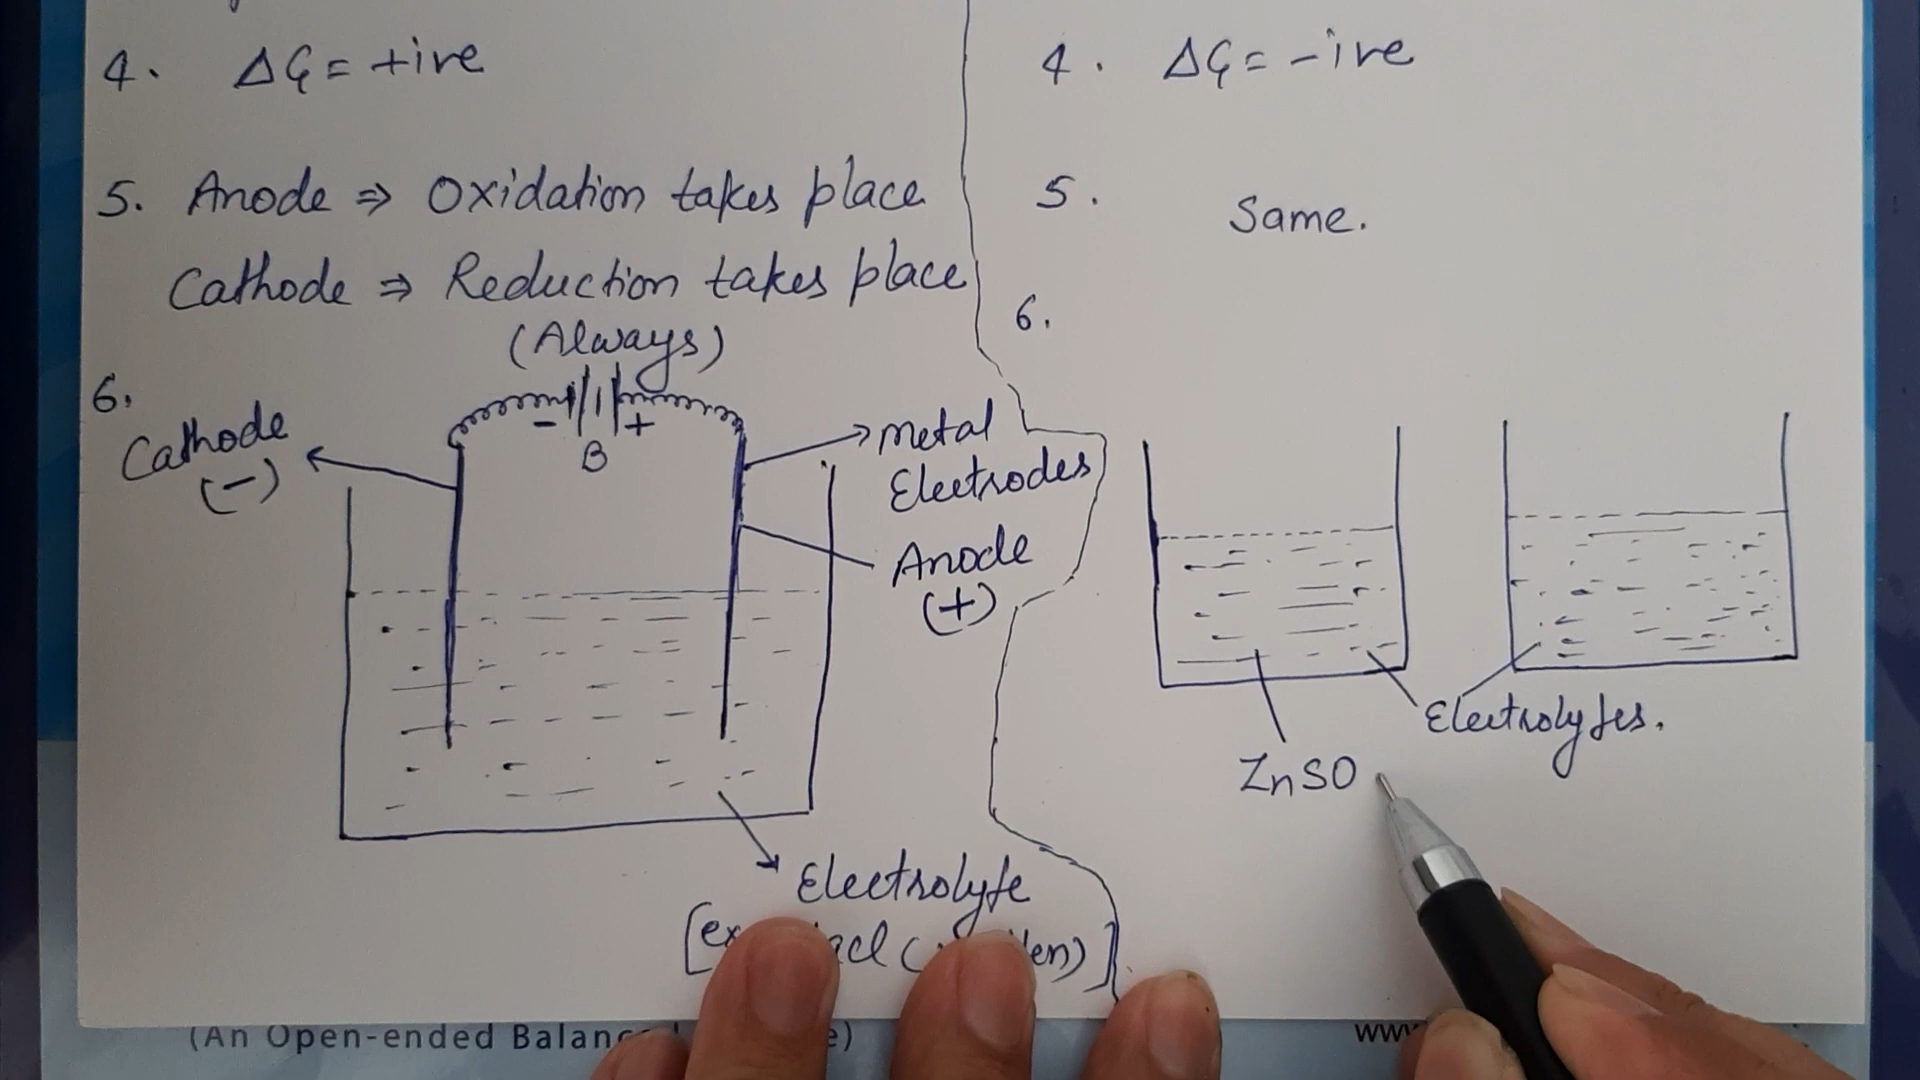 4. ΔG = +ive
5. Anode ⇒ Oxidation takes place
Cathode ⇒ Reduction takes place
(Always)
6.
Cathode
(-)
- +
B
Metal
Electrodes
Anode
(+)
Electrolyte
4. ΔG = -ive
5. Same.
6.
Electrolytes.
ZnSO
(An Open-ended